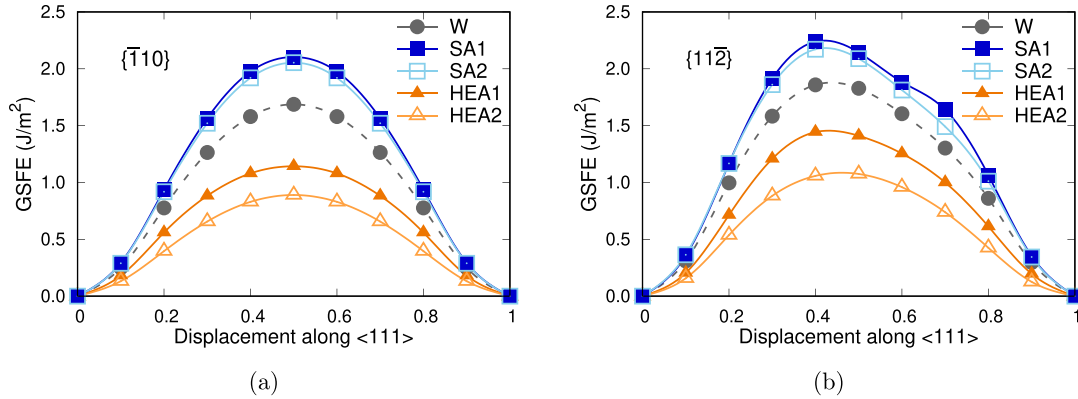 2.5
2.0
1.5
1.0
0.5
0.0
GSFE (J/m²)
{1̅10}
W
SA1
SA2
HEA1
HEA2
0 0.2 0.4 0.6 0.8 1
Displacement along <111>
(a)
2.5
2.0
1.5
1.0
0.5
0.0
GSFE (J/m²)
{112̅}
W
SA1
SA2
HEA1
HEA2
0 0.2 0.4 0.6 0.8 1
Displacement along <111>
(b)